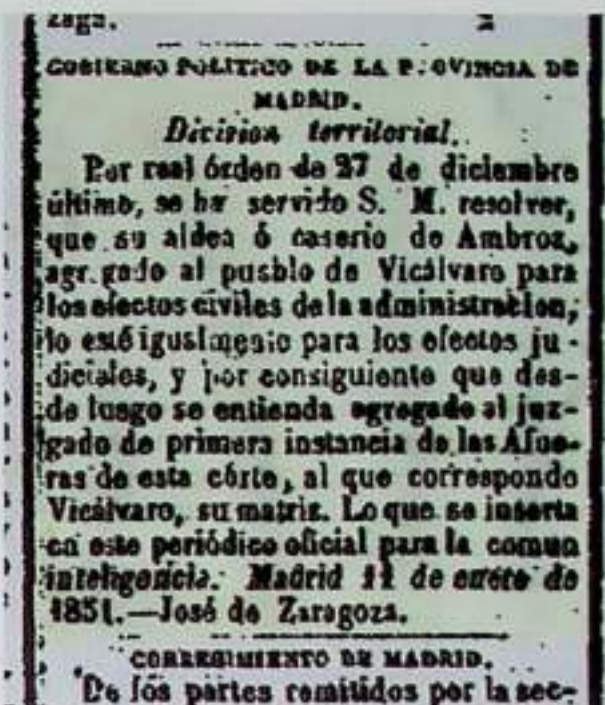 zaga. 2
GOBIERNO POLITICO DE LA PROVINCIA DE
MADRID.
Division territorial.
Por real órden de 27 de diciembre
último, se ha servido S. M. resolver,
que su aldea ó caserio de Ambroz,
agregado al pueblo de Vicálvaro para
los efectos civiles de la administracion,
lo esté igualmente para los efectos ju-
diciales, y por consiguiente que des-
de luego se entienda agregado al juz-
gado de primera instancia de las Afue-
ras de esta córte, al que corresponde
Vicálvaro, su matriz. Lo que se inserta
en este periódico oficial para la comun
inteligencia. Madrid 11 de enero de
1851.—José de Zaragoza.
CORREGIMIENTO DE MADRID.
De los partes remitidos por la sec-